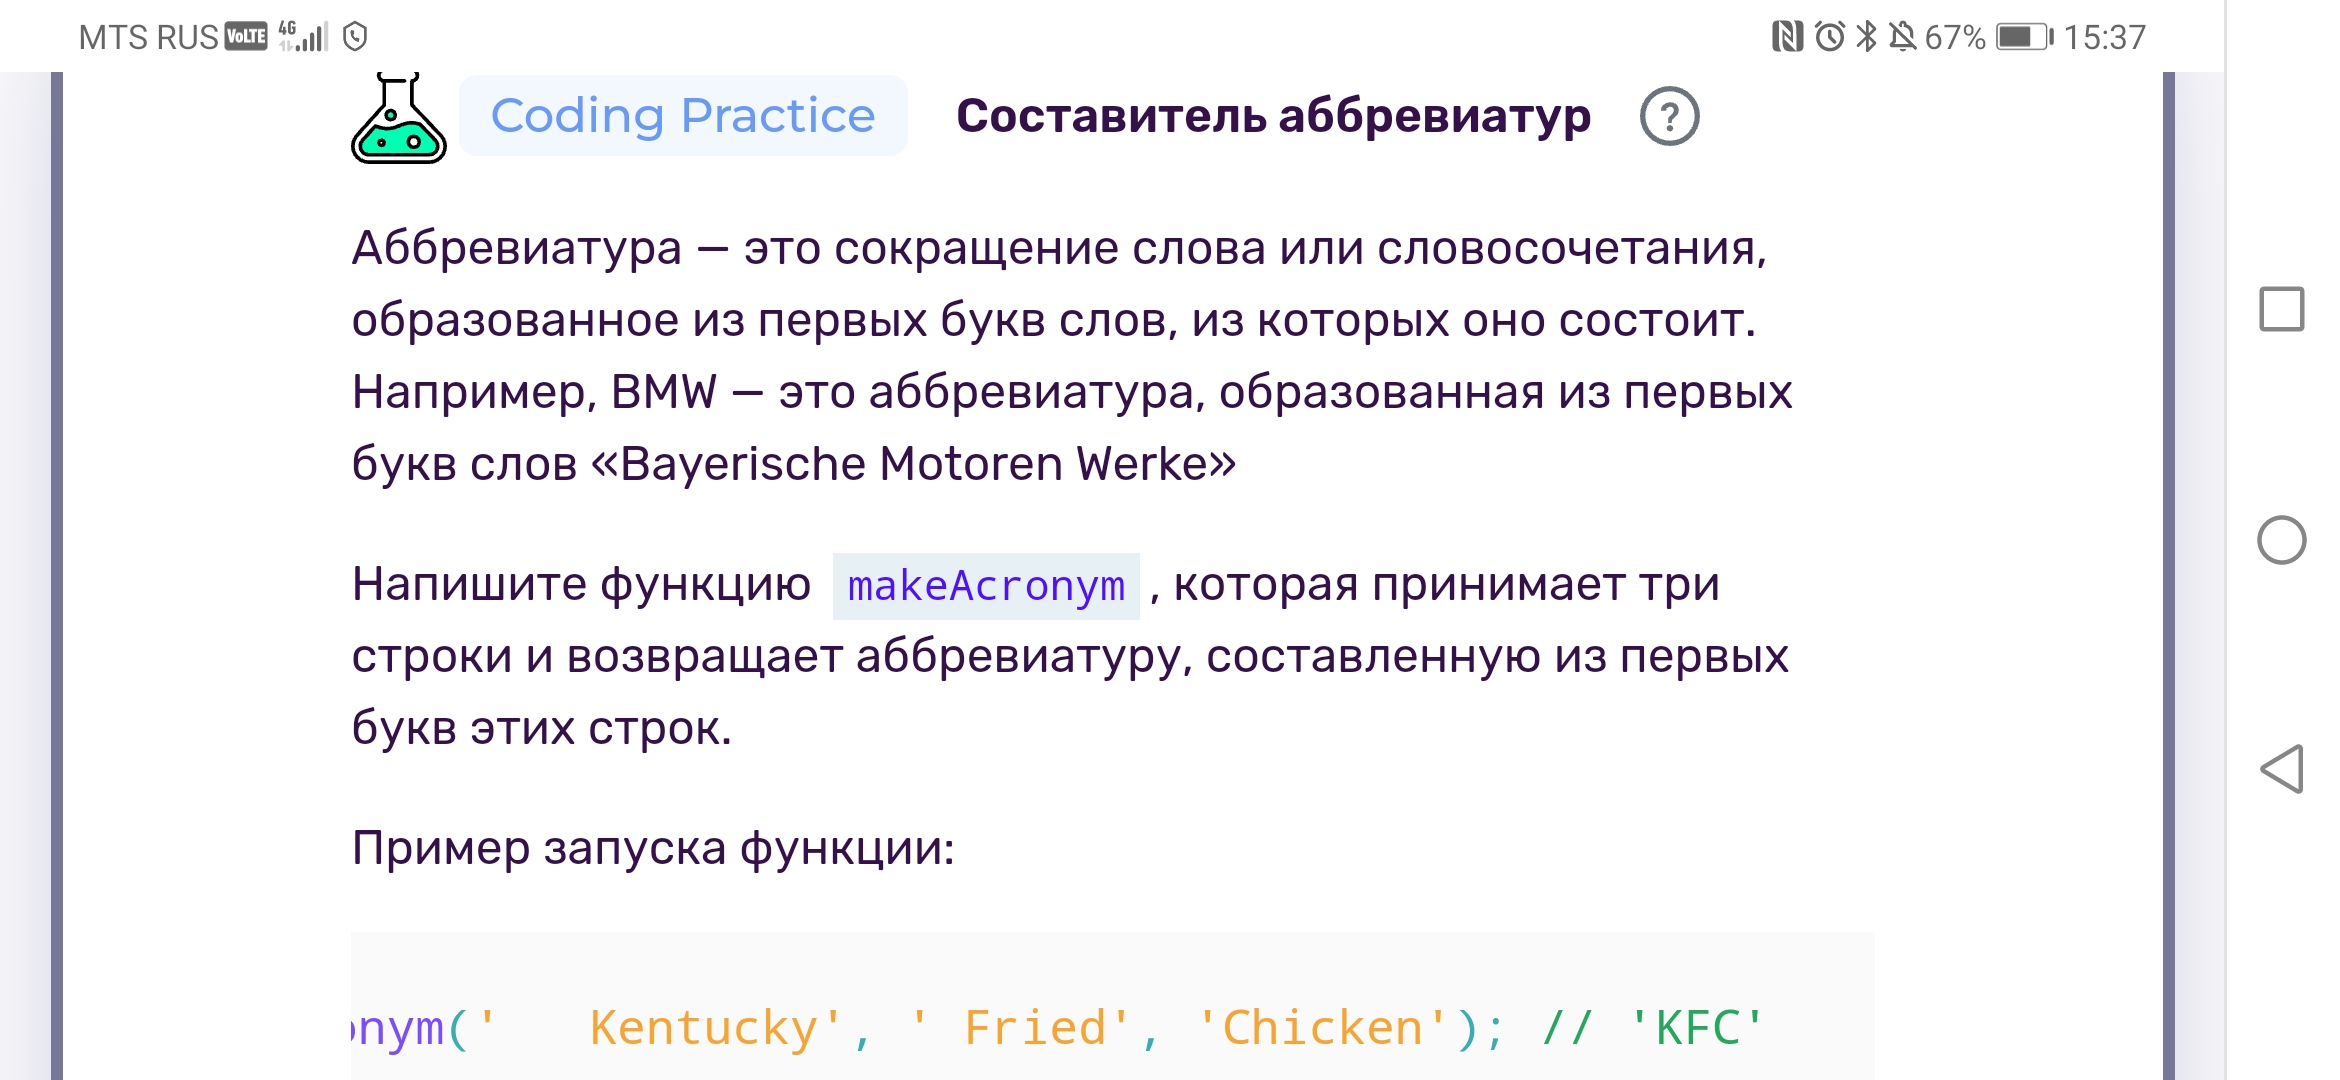 MTS RUS VoLTE 4G 67% 15:37
Coding Practice Составитель аббревиатур ?
Аббревиатура — это сокращение слова или словосочетания,
образованное из первых букв слов, из которых оно состоит.
Например, BMW — это аббревиатура, образованная из первых
букв слов «Bayerische Motoren Werke»
Напишите функцию makeAcronym , которая принимает три
строки и возвращает аббревиатуру, составленную из первых
букв этих строк.
Пример запуска функции:
nym('   Kentucky', ' Fried', 'Chicken'); // 'KFC'